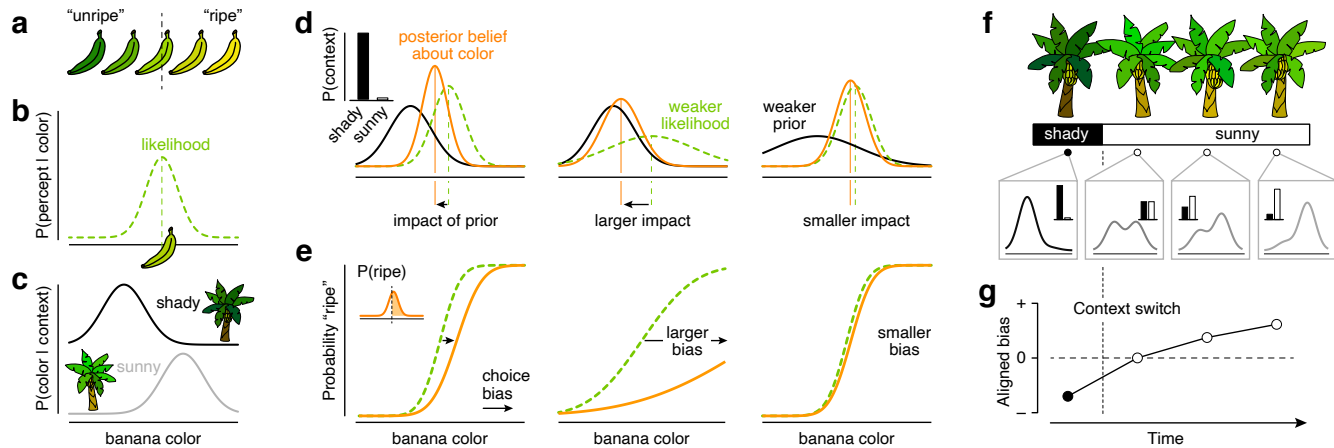 a
“unripe”
“ripe”
b
P(percept | color)
likelihood
c
P(color | context)
shady
sunny
banana color
d
P(context)
shady
sunny
posterior belief
about color
weaker
likelihood
weaker
prior
impact of prior
larger impact
smaller impact
e
Probability “ripe”
P(ripe)
choice
bias
larger
bias
smaller
bias
banana color
banana color
banana color
f
shady
sunny
g
Aligned bias
+
0
–
Context switch
Time